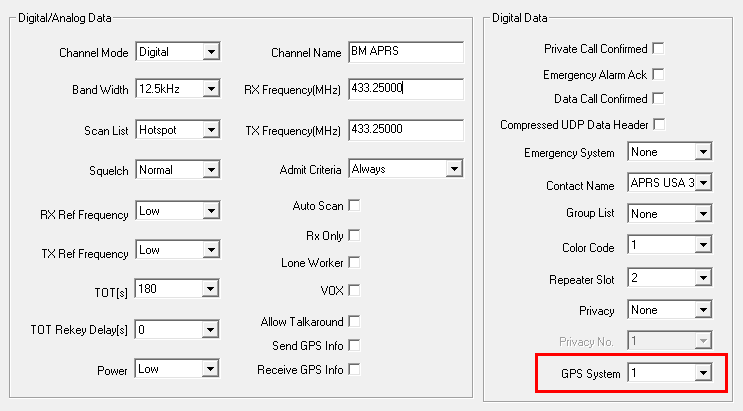 Digital/Analog Data
Channel Mode Digital
Channel Name BM APRS
Band Width 12.5kHz
RX Frequency(MHz) 433.25000
Scan List Hotspot
TX Frequency(MHz) 433.25000
Squelch Normal
Admit Criteria Always
RX Ref Frequency Low
Auto Scan
Rx Only
TX Ref Frequency Low
Lone Worker
TOT[s] 180
VOX
TOT Rekey Delay[s] 0
Allow Talkaround
Send GPS Info
Power Low
Receive GPS Info
Digital Data
Private Call Confirmed
Emergency Alarm Ack
Data Call Confirmed
Compressed UDP Data Header
Emergency System None
Contact Name APRS USA 3
Group List None
Color Code 1
Repeater Slot 2
Privacy None
Privacy No. 1
GPS System 1